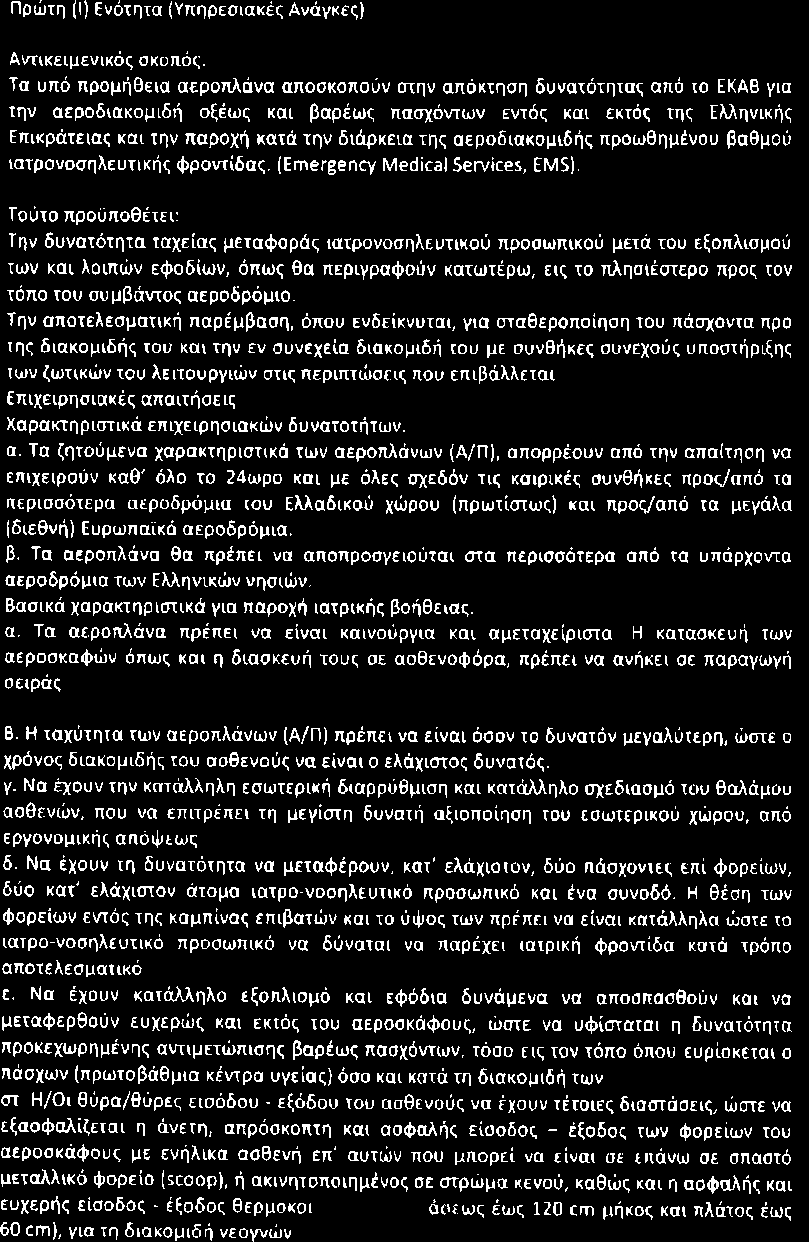 Πρώτη (Ι) Ενότητα (Υπηρεσιακές Ανάγκες)
Αντικειμενικός σκοπός.
Τα υπό προμήθεια αεροπλάνα αποσκοπούν στην απόκτηση δυνατότητας από το ΕΚΑΒ για
την αεροδιακομιδή οξέως και βαρέως πασχόντων εντός και εκτός της Ελληνικής
Επικράτειας και την παροχή κατά την διάρκεια της αεροδιακομιδής προωθημένου βαθμού
ιατρονοσηλευτικής φροντίδας. (Emergency Medical Services, EMS).
Τούτο προϋποθέτει:
Την δυνατότητα ταχείας μεταφοράς ιατρονοσηλευτικού προσωπικού μετά του εξοπλισμού
των και λοιπών εφοδίων, όπως θα περιγραφούν κατωτέρω, εις το πλησιέστερο προς τον
τόπο του συμβάντος αεροδρόμιο.
Την αποτελεσματική παρέμβαση, όπου ενδείκνυται, για σταθεροποίηση του πάσχοντα προ
της διακομιδής του και την εν συνεχεία διακομιδή του με συνθήκες συνεχούς υποστήριξης
των ζωτικών του λειτουργιών στις περιπτώσεις που επιβάλλεται
Επιχειρησιακές απαιτήσεις
Χαρακτηριστικά επιχειρησιακών δυνατοτήτων.
α. Τα ζητούμενα χαρακτηριστικά των αεροπλάνων (Α/Π), απορρέουν από την απαίτηση να
επιχειρούν καθ' όλο το 24ωρο και με όλες σχεδόν τις καιρικές συνθήκες προς/από τα
περισσότερα αεροδρόμια του Ελλαδικού χώρου (πρωτίστως) και προς/από τα μεγάλα
(διεθνή) Ευρωπαϊκά αεροδρόμια.
β. Τα αεροπλάνα θα πρέπει να αποπροσγειούται στα περισσότερα από τα υπάρχοντα
αεροδρόμια των Ελληνικών νησιών.
Βασικά χαρακτηριστικά για παροχή ιατρικής βοήθειας.
α. Τα αεροπλάνα πρέπει να είναι καινούργια και αμεταχείριστα Η κατασκευή των
αεροσκαφών όπως και η διασκευή τους σε ασθενοφόρα, πρέπει να ανήκει σε παραγωγή
σειράς
Β. Η ταχύτητα των αεροπλάνων (Α/Π) πρέπει να είναι όσον το δυνατόν μεγαλύτερη, ώστε ο
χρόνος διακομιδής του ασθενούς να είναι ο ελάχιστος δυνατός.
γ. Να έχουν την κατάλληλη εσωτερική διαρρύθμιση και κατάλληλο σχεδιασμό του θαλάμου
ασθενών, που να επιτρέπει τη μεγίστη δυνατή αξιοποίηση του εσωτερικού χώρου, από
εργονομικής απόψεως
δ. Να έχουν τη δυνατότητα να μεταφέρουν, κατ' ελάχιστον, δύο πάσχοντες επί φορείων,
δύο κατ' ελάχιστον άτομα ιατρο-νοσηλευτικό προσωπικό και ένα συνοδό. Η θέση των
φορείων εντός της καμπίνας επιβατών και το ύψος των πρέπει να είναι κατάλληλα ώστε το
ιατρο-νοσηλευτικό προσωπικό να δύναται να παρέχει ιατρική φροντίδα κατά τρόπο
αποτελεσματικό
ε. Να έχουν κατάλληλο εξοπλισμό και εφόδια δυνάμενα να αποσπασθούν και να
μεταφερθούν ευχερώς και εκτός του αεροσκάφους, ώστε να υφίσταται η δυνατότητα
προκεχωρημένης αντιμετώπισης βαρέως πασχόντων, τόσο εις τον τόπο όπου ευρίσκεται ο
πάσχων (πρωτοβάθμια κέντρα υγείας) όσο και κατά τη διακομιδή των
στ Η/Οι θύρα/θύρες εισόδου - εξόδου του ασθενούς να έχουν τέτοιες διαστάσεις, ώστε να
εξασφαλίζεται η άνετη, απρόσκοπτη και ασφαλής είσοδος – έξοδος των φορείων του
αεροσκάφους με ενήλικα ασθενή επ' αυτών που μπορεί να είναι σε επάνω σε σπαστό
μεταλλικό φορείο (scoop), ή ακινητοποιημένος σε στρώμα κενού, καθώς και η ασφαλής και
ευχερής είσοδος - έξοδος θερμοκοι άσεως έως 120 cm μήκος και πλάτος έως
60 cm), για τη διακομιδή νεογνών